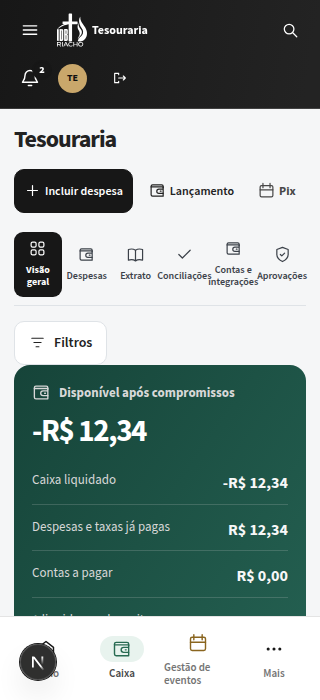 IBB
RIACHO
Tesouraria
2
TE
Tesouraria
Incluir despesa
Lançamento
Pix
Visão
geral
Despesas
Extrato
Conciliações
Contas e
integrações
Aprovações
Filtros
Disponível após compromissos
-R$ 12,34
Caixa liquidado
-R$ 12,34
Despesas e taxas já pagas
R$ 12,34
Contas a pagar
R$ 0,00
N
Caixa
Gestão de
eventos
Mais